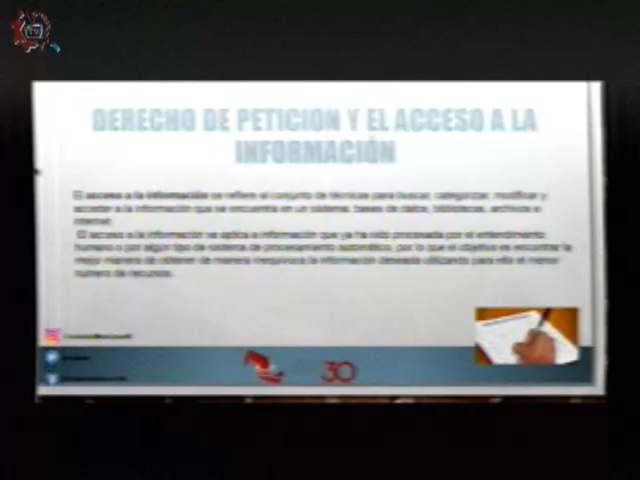 TV
DERECHO DE PETICION Y EL ACCESO A LA
INFORMACIÓN
El acceso a la información se refiere al conjunto de técnicas para buscar, categorizar, modificar y
acceder a la información que se encuentra en un sistema, bases de datos, bibliotecas, archivos e
internet.
El acceso a la información se aplica a información que ya ha sido procesada por el entendimiento
humano o por algún tipo de sistema de procesamiento automático, por lo que el objetivo es encontrar la
mejor manera de obtener de manera la información deseada utilizando para ello el menor
número de recursos.
30